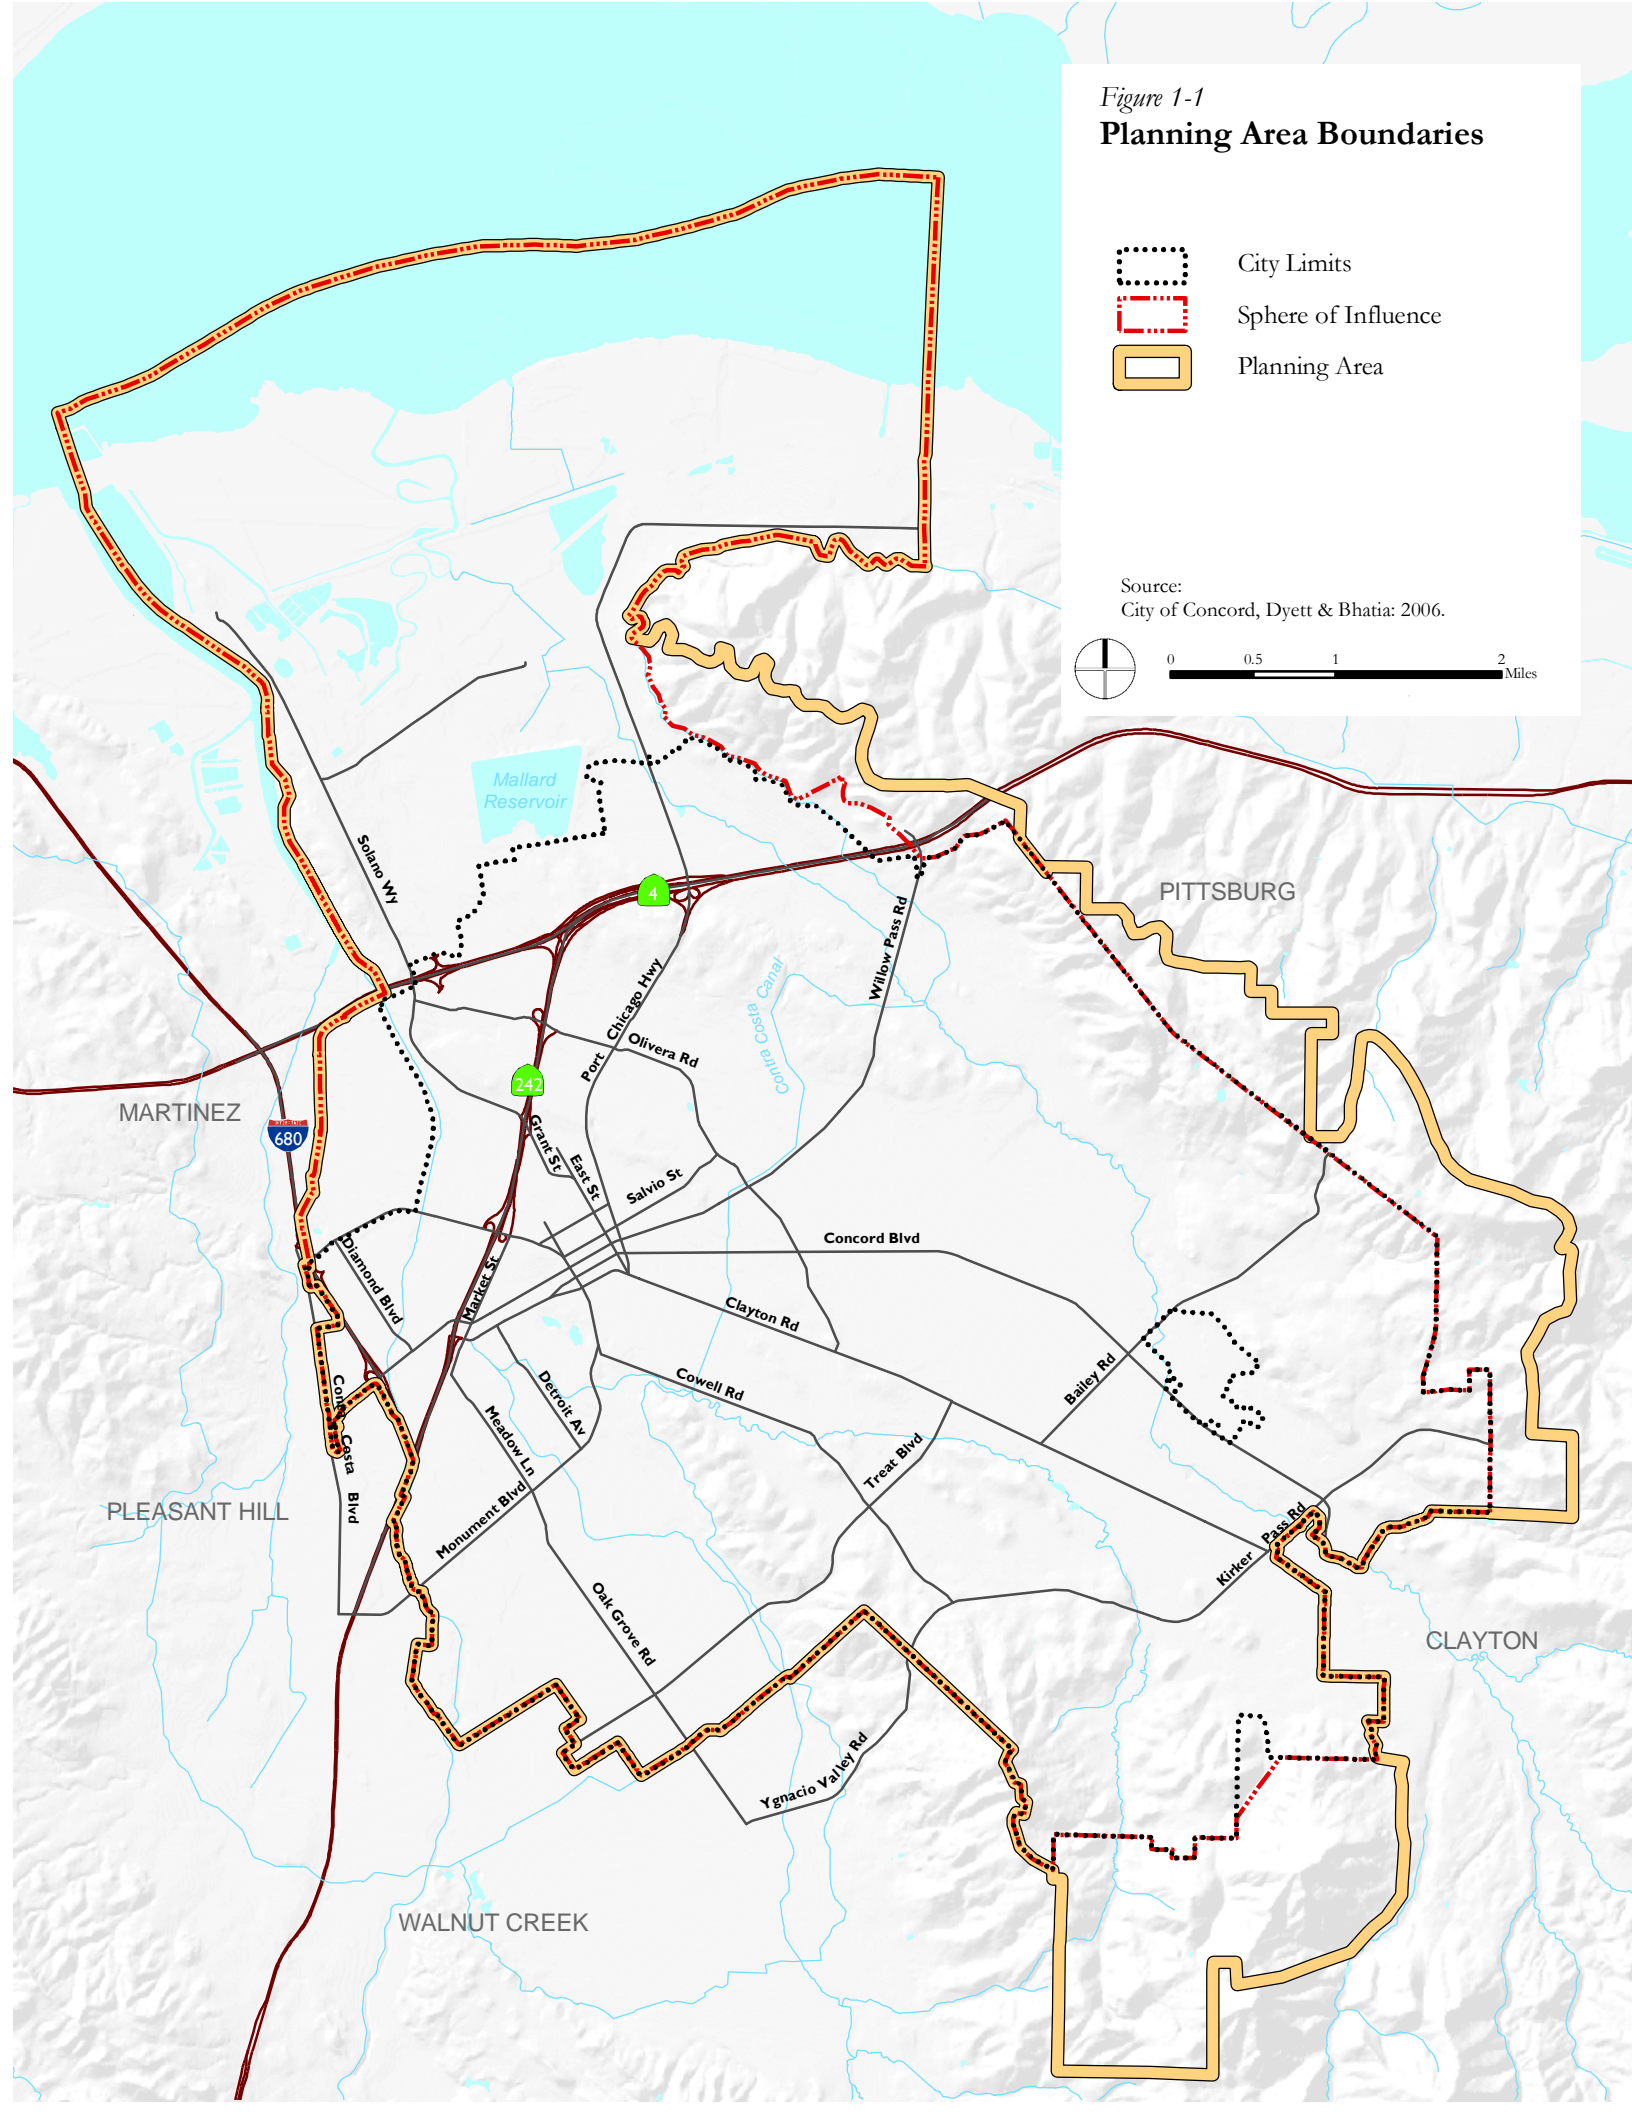 Figure 1-1
Planning Area Boundaries
City Limits
Sphere of Influence
Planning Area
Source:
City of Concord, Dyett & Bhatia: 2006.
0 0.5 1 2
Miles
Mallard
Reservoir
Solano Wy
4
PITTSBURG
Willow Pass Rd
Contra Costa Canal
Port Chicago Hwy
Olivera Rd
242
MARTINEZ
680
Grant St
East St
Salvio St
Concord Blvd
Diamond Blvd
Market St
Clayton Rd
Cowell Rd
Bailey Rd
Contra Costa Blvd
Detroit Av
Meadow Ln
Treat Blvd
PLEASANT HILL
Monument Blvd
Kirker Pass Rd
Oak Grove Rd
CLAYTON
Ygnacio Valley Rd
WALNUT CREEK